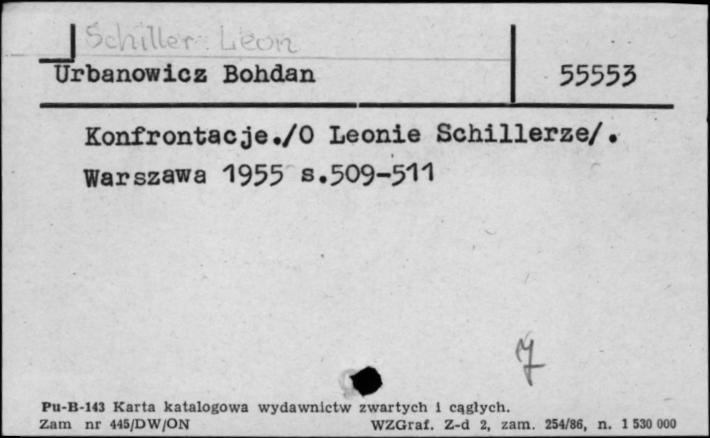 Schiller Leon
Urbanowicz Bohdan 55553
Konfrontacje./O Leonie Schillerze/.
Warszawa 1955 s.509-511
Pu-B-143 Karta katalogowa wydawnictw zwartych i cągłych.
Zam nr 445/DW/ON WZGraf. Z-d 2, zam. 254/86, n. 1 530 000